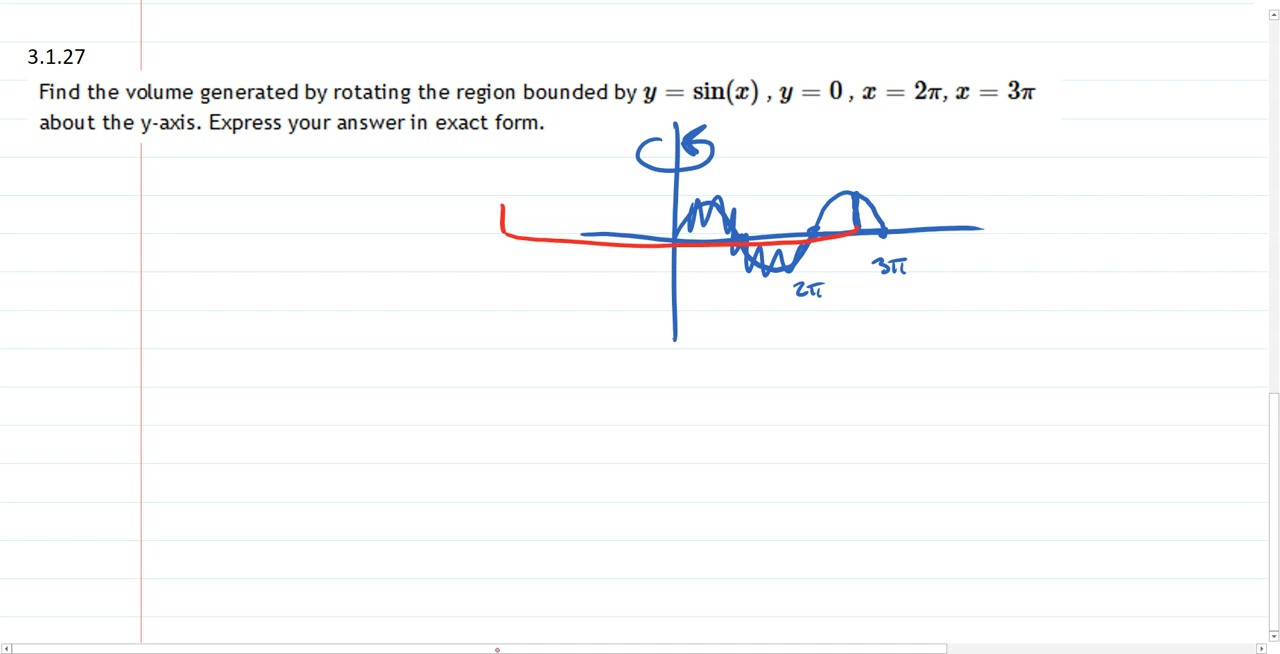 3.1.27
Find the volume generated by rotating the region bounded by y = sin(x) , y = 0 , x = 2π, x = 3π
about the y-axis. Express your answer in exact form.
2π
3π